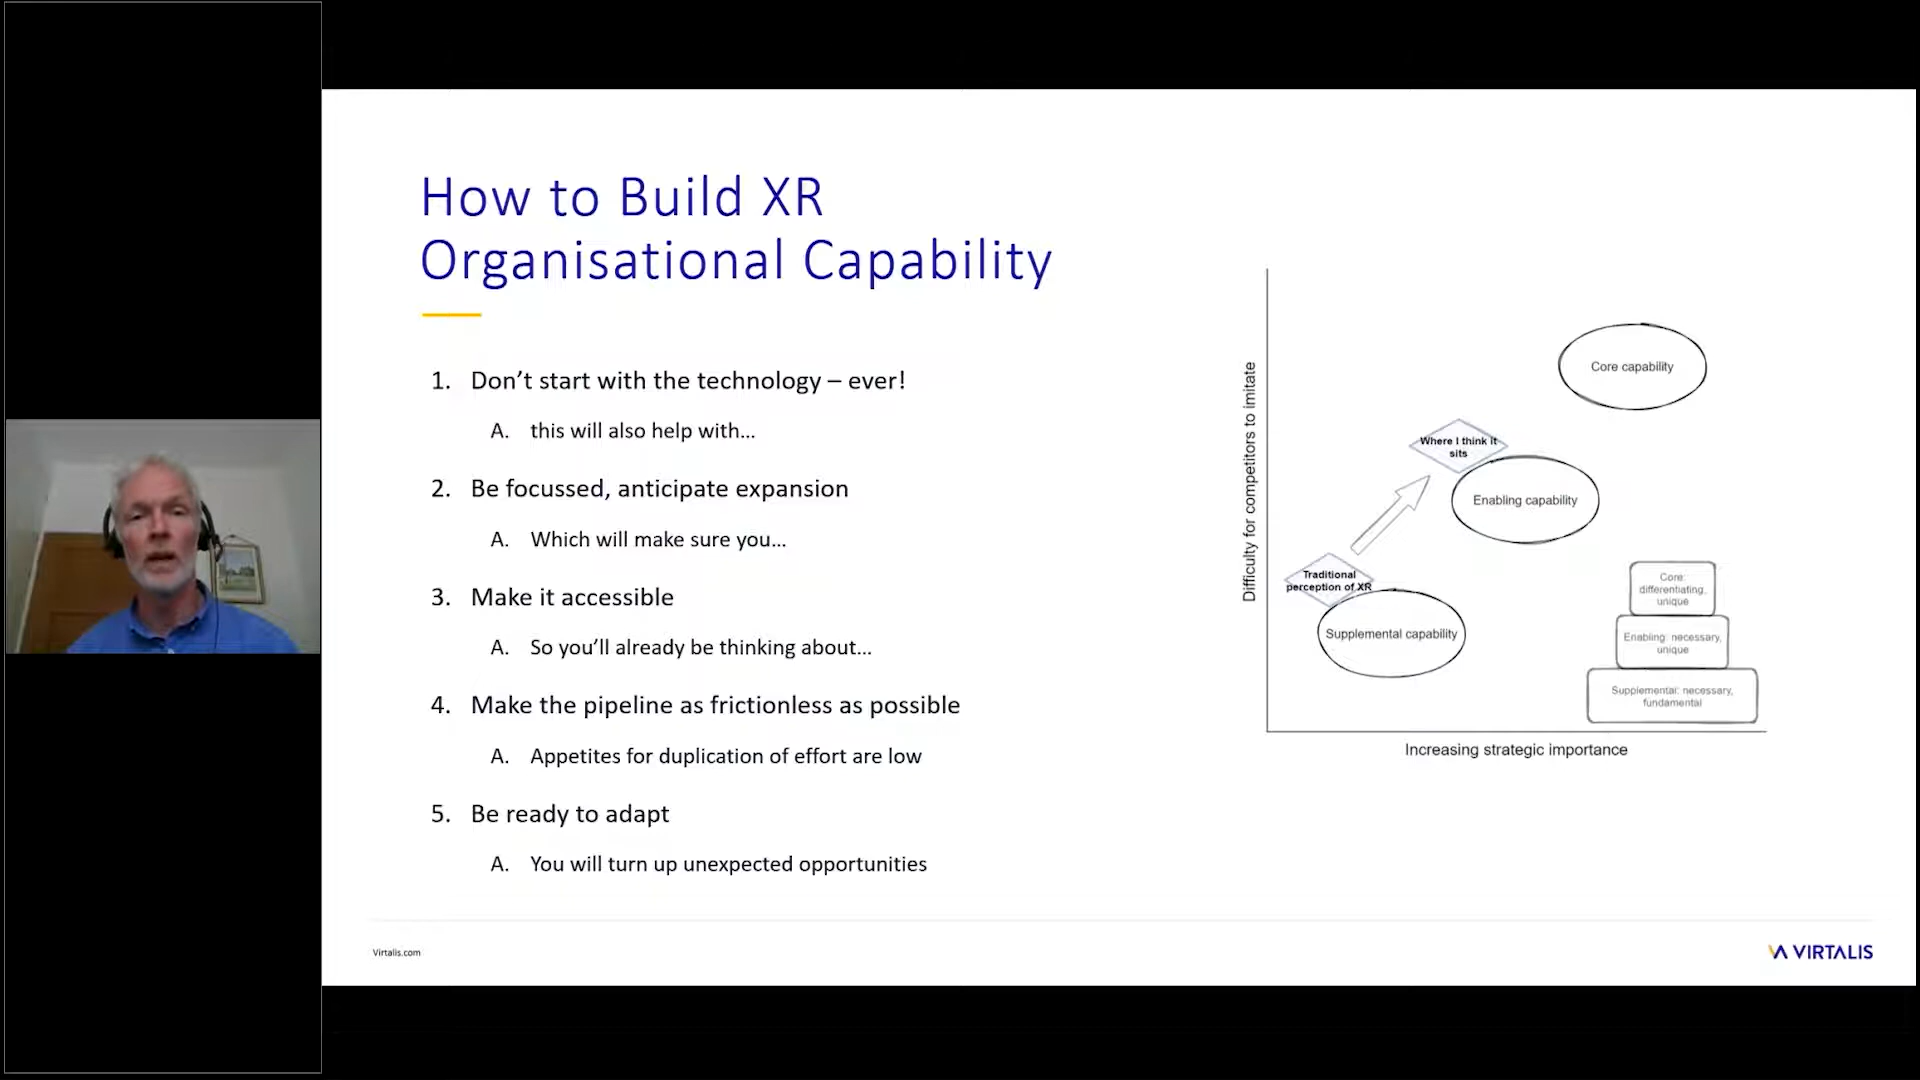 How to Build XR
Organisational Capability
1. Don’t start with the technology – ever!
A. this will also help with...
2. Be focussed, anticipate expansion
A. Which will make sure you...
3. Make it accessible
A. So you’ll already be thinking about...
4. Make the pipeline as frictionless as possible
A. Appetites for duplication of effort are low
5. Be ready to adapt
A. You will turn up unexpected opportunities
Difficulty for competitors to imitate
Core capability
Where I think it
sits
Enabling capability
Traditional
perception of XR
Supplemental capability
Core:
differentiating,
unique
Enabling: necessary,
unique
Supplemental: necessary,
fundamental
Increasing strategic importance
Virtalis.com
VIRTALIS